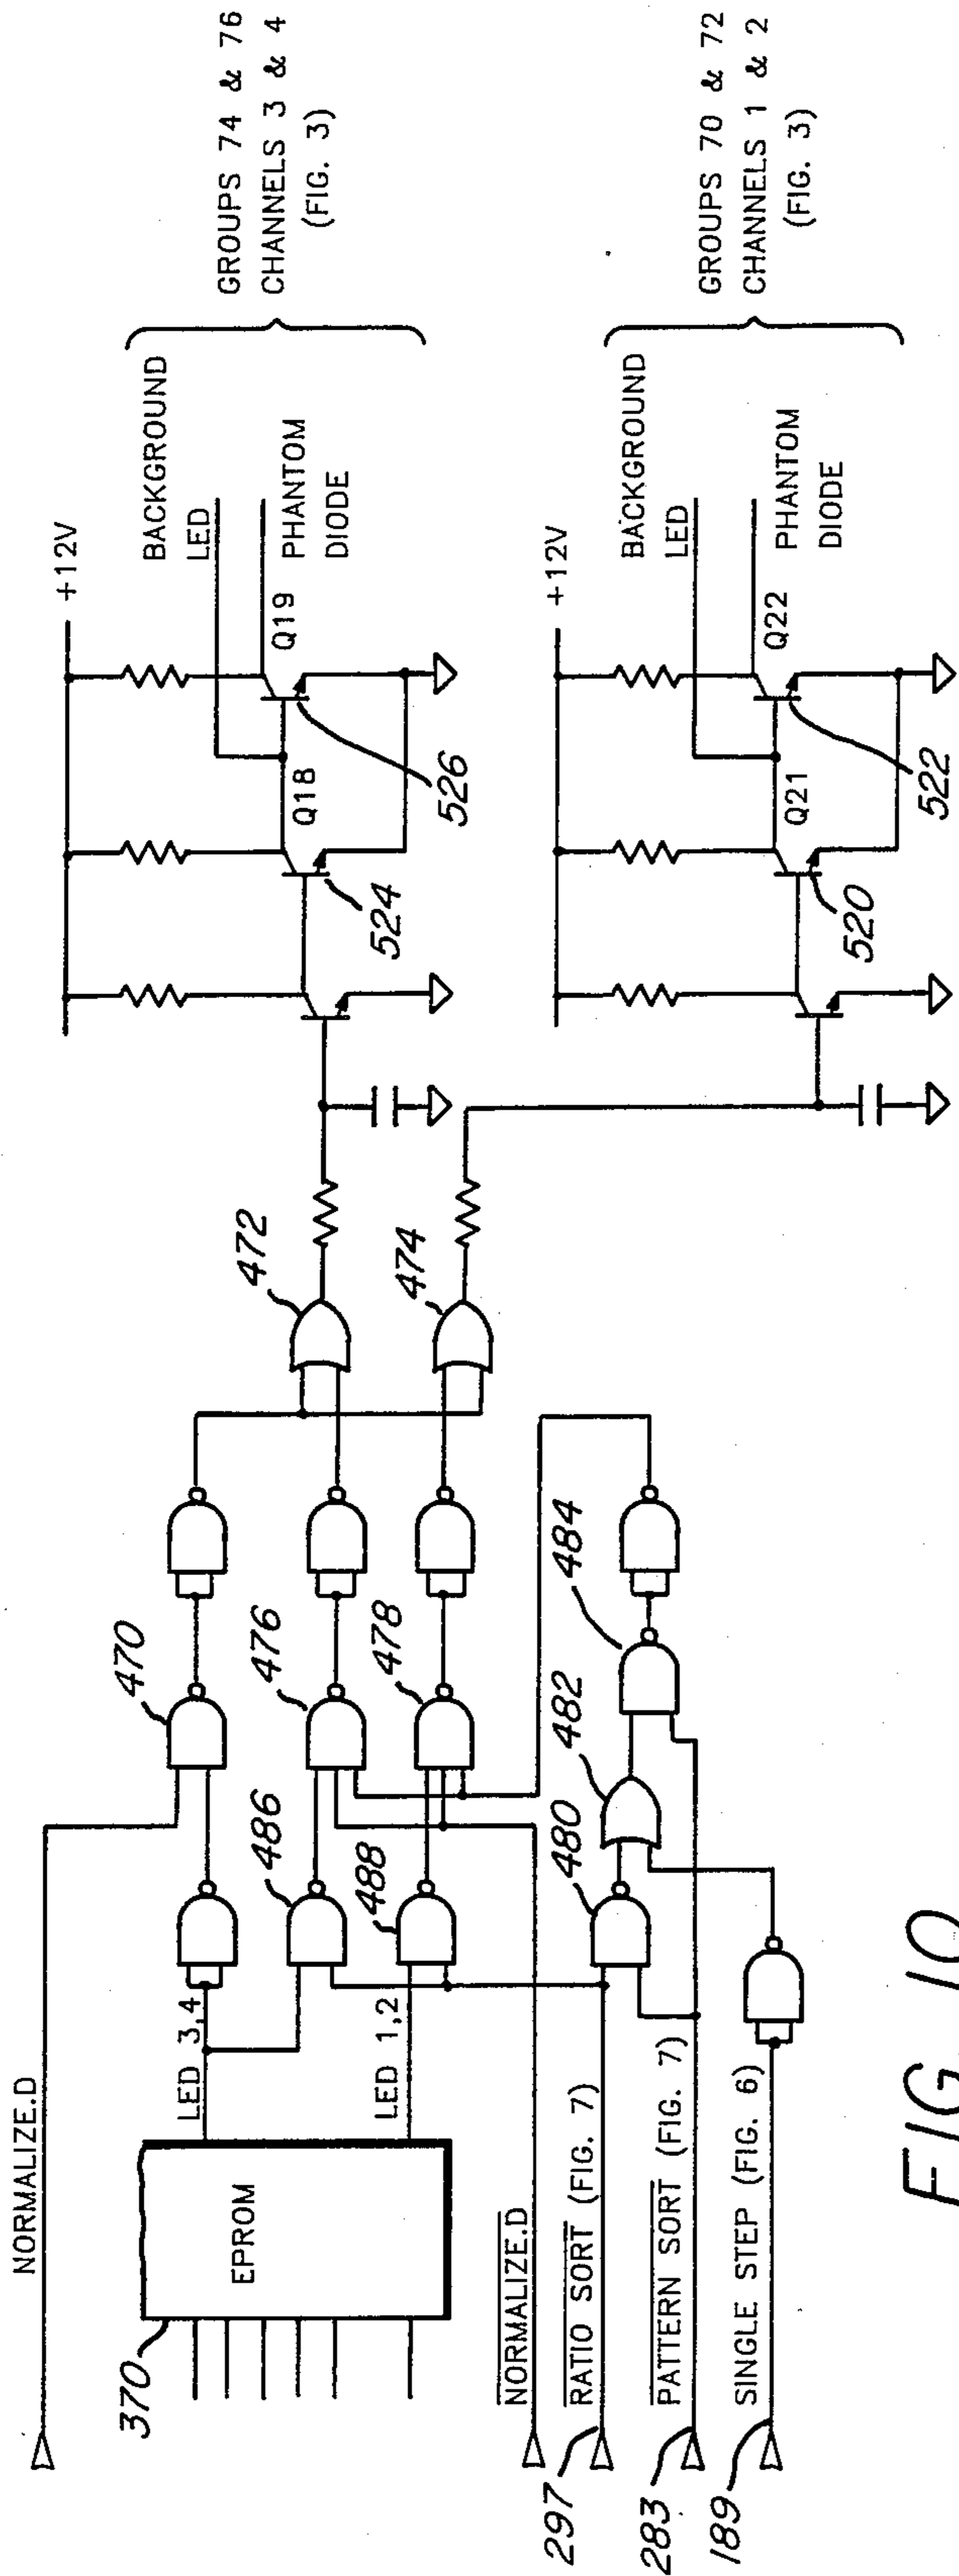 NORMALIZE.D
370
EPROM
LED 3,4
LED 1,2
470
486
476
488
478
472
474
NORMALIZE.D
297
RATIO SORT (FIG. 7)
283
PATTERN SORT (FIG. 7)
189
SINGLE STEP (FIG. 6)
480
482
484
+12V
524
Q18
526
Q19
BACKGROUND
LED
PHANTOM
DIODE
GROUPS 74 & 76
CHANNELS 3 & 4
(FIG. 3)
+12V
520
Q21
522
Q22
BACKGROUND
LED
PHANTOM
DIODE
GROUPS 70 & 72
CHANNELS 1 & 2
(FIG. 3)
FIG. 10